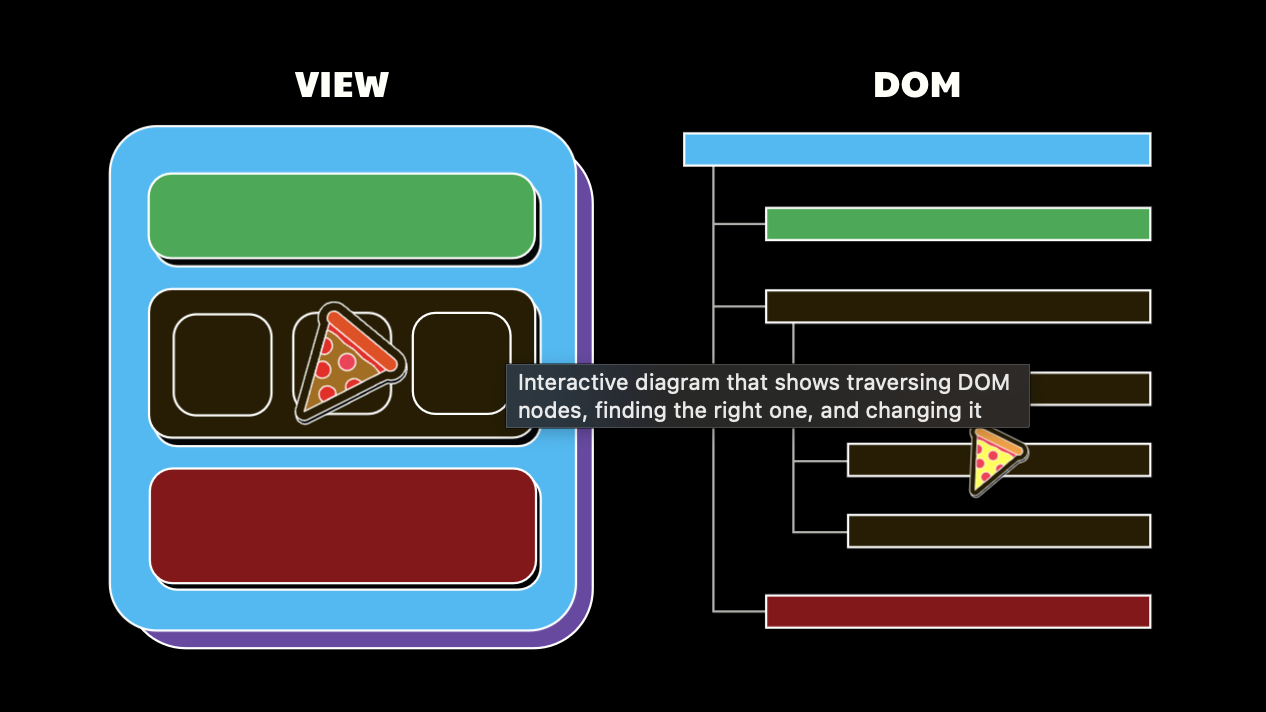 VIEW
DOM
Interactive diagram that shows traversing DOM
nodes, finding the right one, and changing it